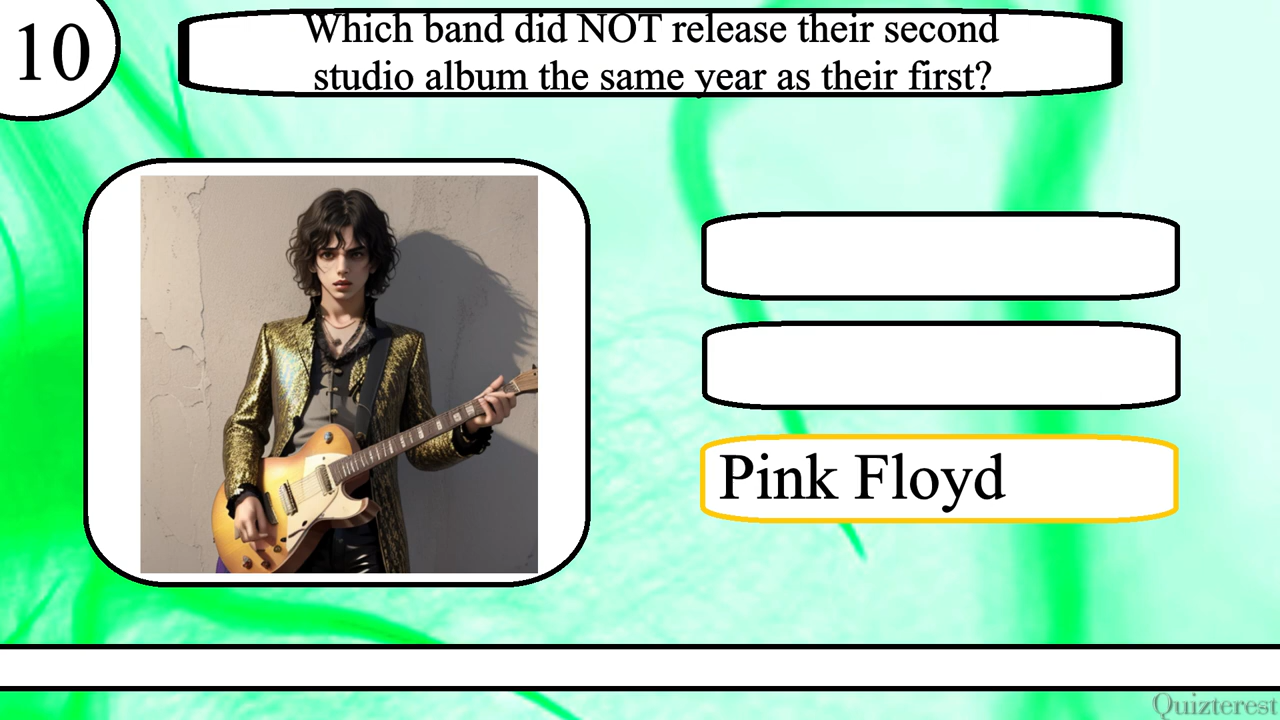 10
Which band did NOT release their second
studio album the same year as their first?
Pink Floyd
Quizterest